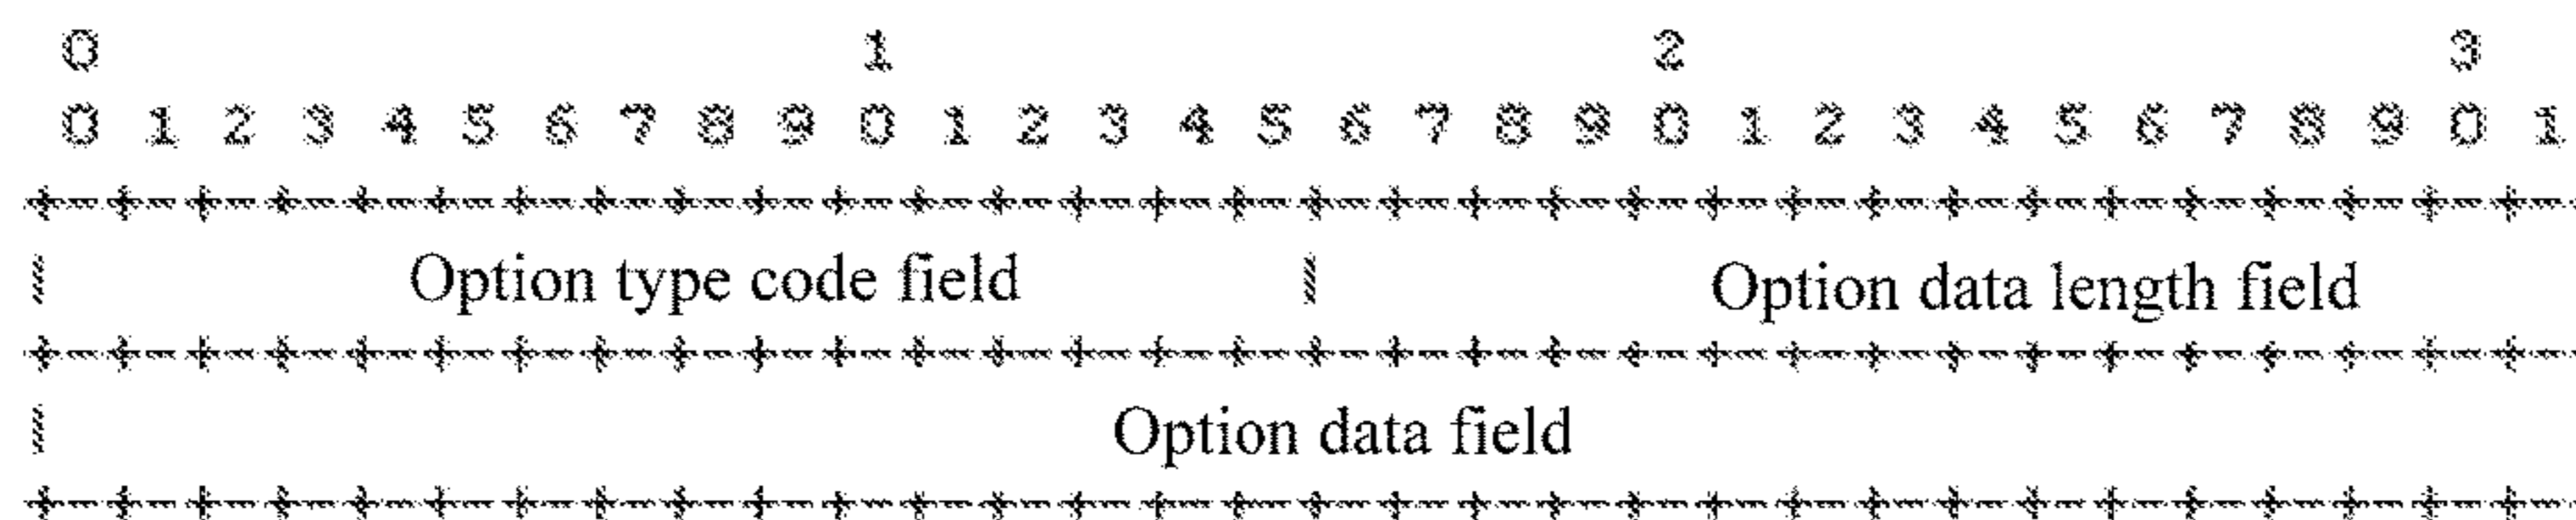 0 1 2 3
0 1 2 3 4 5 6 7 8 9 0 1 2 3 4 5 6 7 8 9 0 1 2 3 4 5 6 7 8 9 0 1
+-+-+-+-+-+-+-+-+-+-+-+-+-+-+-+-+-+-+-+-+-+-+-+-+-+-+-+-+-+-+-+-
| Option type code field | Option data length field
+-+-+-+-+-+-+-+-+-+-+-+-+-+-+-+-+-+-+-+-+-+-+-+-+-+-+-+-+-+-+-+-
| Option data field
+-+-+-+-+-+-+-+-+-+-+-+-+-+-+-+-+-+-+-+-+-+-+-+-+-+-+-+-+-+-+-+-